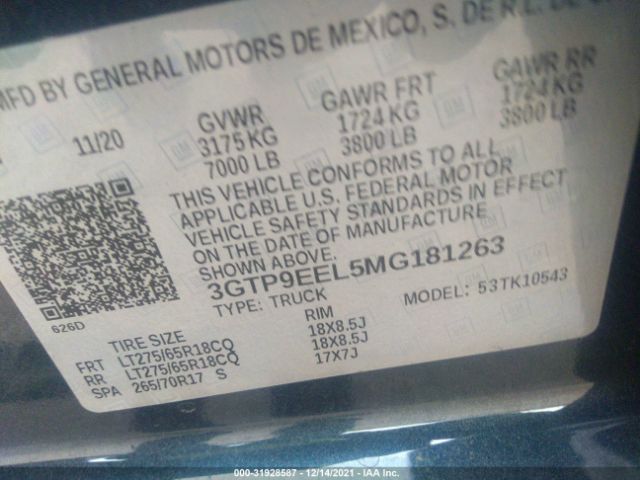 MFD BY GENERAL MOTORS DE MEXICO, S. DE R.L. DE C.V.
11/20
GVWR
3175 KG
7000 LB
GAWR FRT
1724 KG
3800 LB
GAWR RR
1724 KG
3800 LB
THIS VEHICLE CONFORMS TO ALL
APPLICABLE U.S. FEDERAL MOTOR
VEHICLE SAFETY STANDARDS IN EFFECT
ON THE DATE OF MANUFACTURE
SHOWN ABOVE.
3GTP9EEL5MG181263
TYPE: TRUCK
MODEL: 53TK10543
626D
TIRE SIZE
RIM
FRT LT275/65R18CQ 18X8.5J
RR LT275/65R18CQ 18X8.5J
SPA 265/70R17 S 17X7J
000-31928587 - 12/14/2021 - IAA Inc.